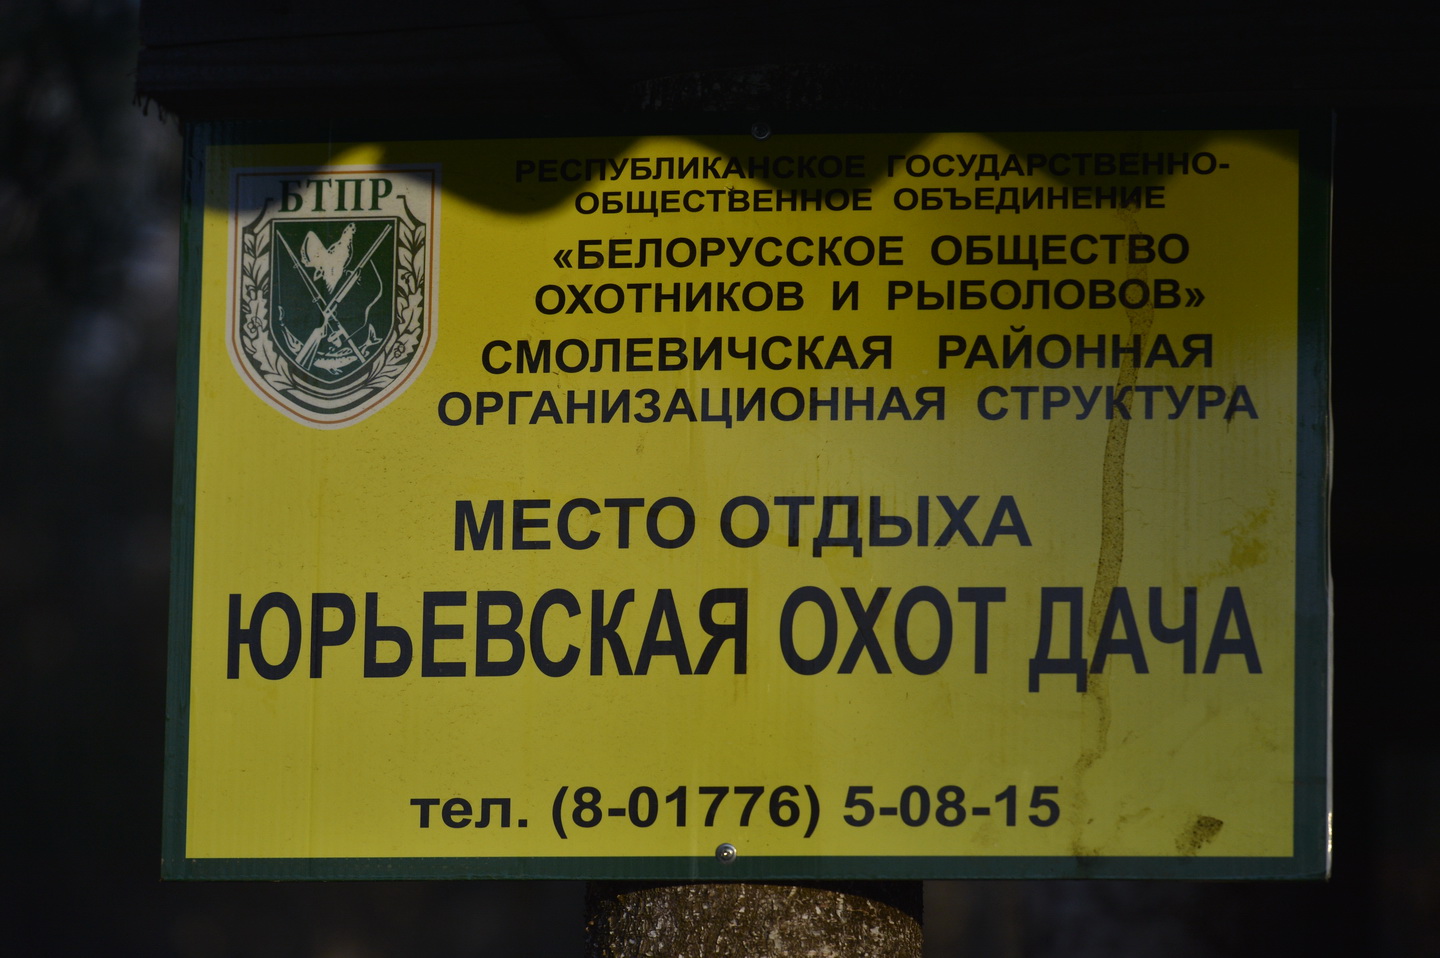 БТПР
РЕСПУБЛИКАНСКОЕ ГОСУДАРСТВЕННО-
ОБЩЕСТВЕННОЕ ОБЪЕДИНЕНИЕ
«БЕЛОРУССКОЕ ОБЩЕСТВО
ОХОТНИКОВ И РЫБОЛОВОВ»
СМОЛЕВИЧСКАЯ РАЙОННАЯ
ОРГАНИЗАЦИОННАЯ СТРУКТУРА
МЕСТО ОТДЫХА
ЮРЬЕВСКАЯ ОХОТ ДАЧА
тел. (8-01776) 5-08-15